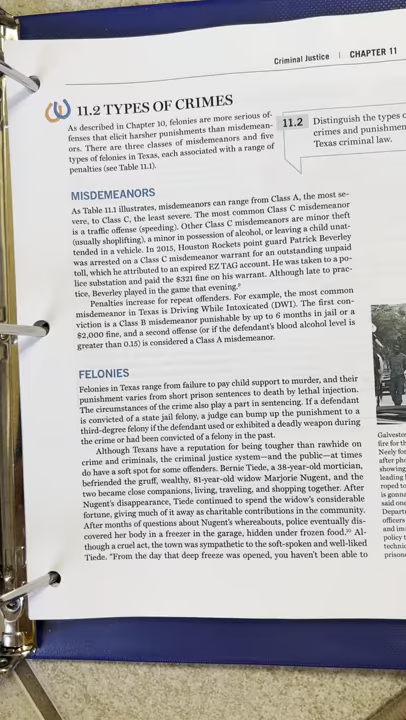 Criminal Justice | CHAPTER 11
11.2 TYPES OF CRIMES
As described in Chapter 10, felonies are more serious of-
fenses that elicit harsher punishments than misdemean-
ors. There are three classes of misdemeanors and five
types of felonies in Texas, each associated with a range of
penalties (see Table 11.1).
11.2 Distinguish the types
crimes and punishmen
Texas criminal law.
MISDEMEANORS
As Table 11.1 illustrates, misdemeanors can range from Class A, the most se-
vere, to Class C, the least severe. The most common Class C misdemeanor
is a traffic offense (speeding). Other Class C misdemeanors are minor theft
(usually shoplifting), a minor in possession of alcohol, or leaving a child unat-
tended in a vehicle. In 2015, Houston Rockets point guard Patrick Beverley
was arrested on a Class C misdemeanor warrant for an outstanding unpaid
toll, which he attributed to an expired EZ TAG account. He was taken to a po-
lice substation and paid the $321 fine on his warrant. Although late to prac-
tice, Beverley played in the game that evening.⁹
Penalties increase for repeat offenders. For example, the most common
misdemeanor in Texas is Driving While Intoxicated (DWI). The first con-
viction is a Class B misdemeanor punishable by up to 6 months in jail or a
$2,000 fine, and a second offense (or if the defendant's blood alcohol level is
greater than 0.15) is considered a Class A misdemeanor.
FELONIES
Felonies in Texas range from failure to pay child support to murder, and their
punishment varies from short prison sentences to death by lethal injection.
The circumstances of the crime also play a part in sentencing. If a defendant
is convicted of a state jail felony, a judge can bump up the punishment to a
third-degree felony if the defendant used or exhibited a deadly weapon during
the crime or had been convicted of a felony in the past.
Although Texans have a reputation for being tougher than rawhide on
crime and criminals, the criminal justice system—and the public—at times
do have a soft spot for some offenders. Bernie Tiede, a 38-year-old mortician,
befriended the gruff, wealthy, 81-year-old widow Marjorie Nugent, and the
two became close companions, living, traveling, and shopping together. After
Nugent's disappearance, Tiede continued to spend the widow's considerable
fortune, giving much of it away as charitable contributions in the community.
After months of questions about Nugent's whereabouts, police eventually dis-
covered her body in a freezer in the garage, hidden under frozen food.¹⁰ Al-
though a cruel act, the town was sympathetic to the soft-spoken and well-liked
Tiede. "From the day that deep freeze was opened, you haven't been able to
Galvesto
fire for th
Neely for
after pho
showing
leading
roped to
is gonna
said one
Depart
officers
and im
policy t
techni
prison